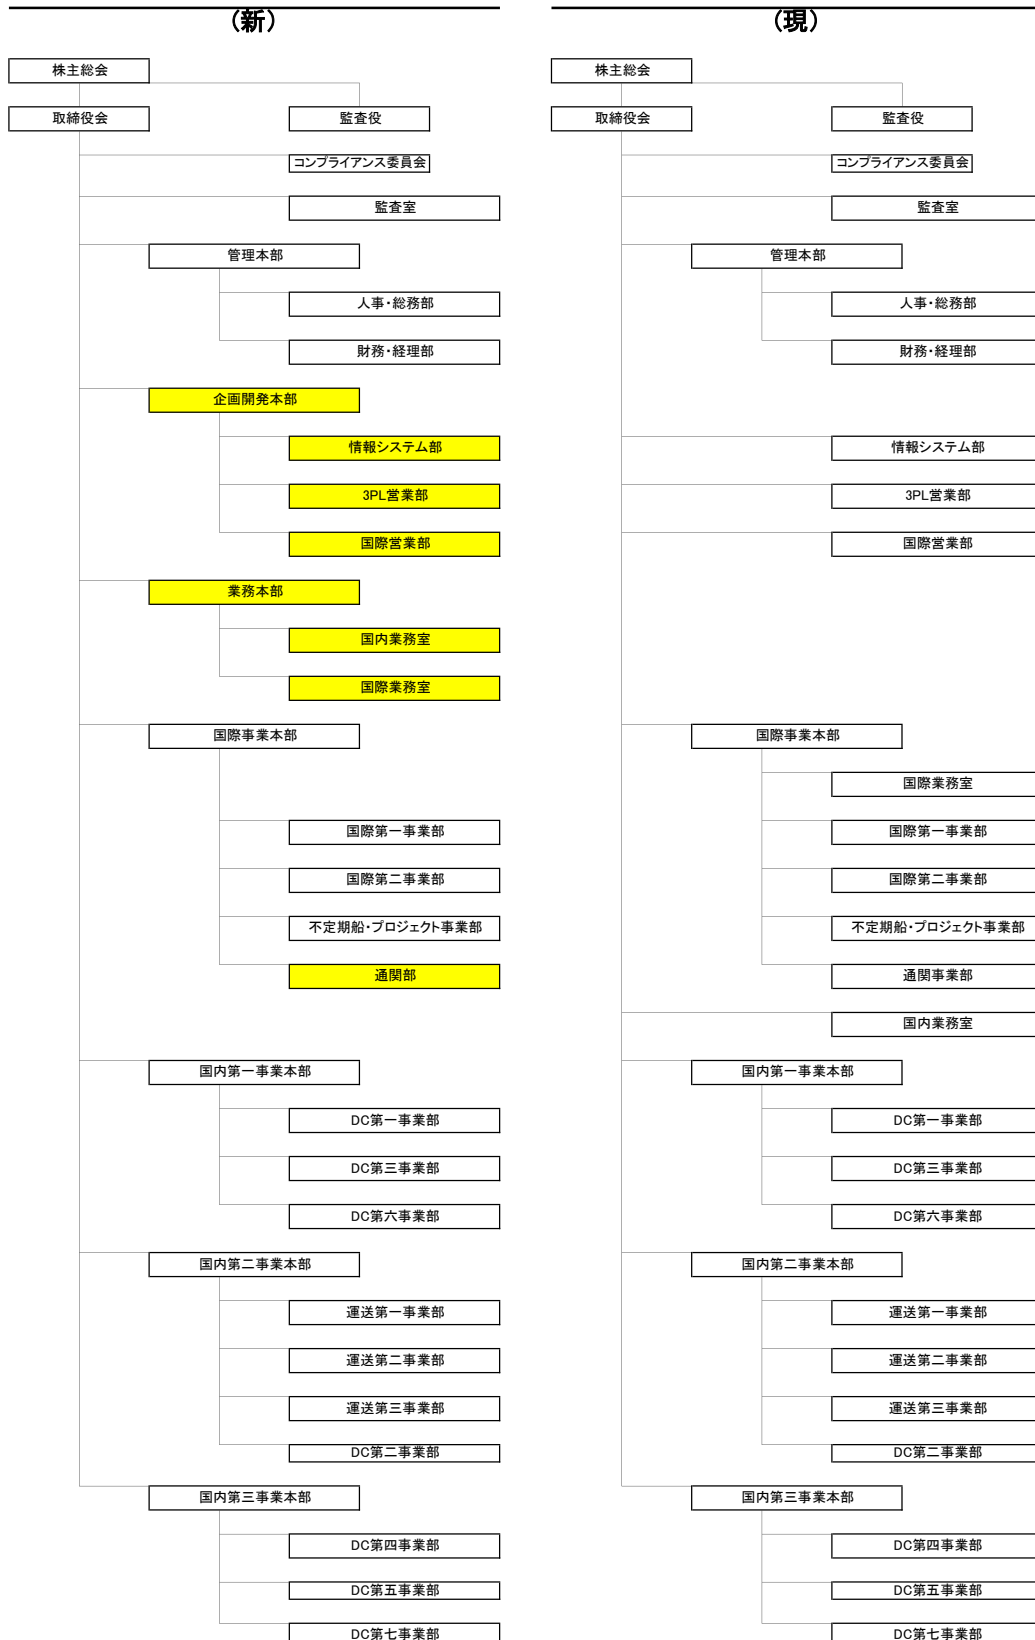 (新)
株主総会
取締役会
監査役
コンプライアンス委員会
監査室
管理本部
人事・総務部
財務・経理部
企画開発本部
情報システム部
3PL営業部
国際営業部
業務本部
国内業務室
国際業務室
国際事業本部
国際第一事業部
国際第二事業部
不定期船・プロジェクト事業部
通関部
国内第一事業本部
DC第一事業部
DC第三事業部
DC第六事業部
国内第二事業本部
運送第一事業部
運送第二事業部
運送第三事業部
DC第二事業部
国内第三事業本部
DC第四事業部
DC第五事業部
DC第七事業部
(現)
株主総会
取締役会
監査役
コンプライアンス委員会
監査室
管理本部
人事・総務部
財務・経理部
情報システム部
3PL営業部
国際営業部
国際事業本部
国際業務室
国際第一事業部
国際第二事業部
不定期船・プロジェクト事業部
通関事業部
国内業務室
国内第一事業本部
DC第一事業部
DC第三事業部
DC第六事業部
国内第二事業本部
運送第一事業部
運送第二事業部
運送第三事業部
DC第二事業部
国内第三事業本部
DC第四事業部
DC第五事業部
DC第七事業部